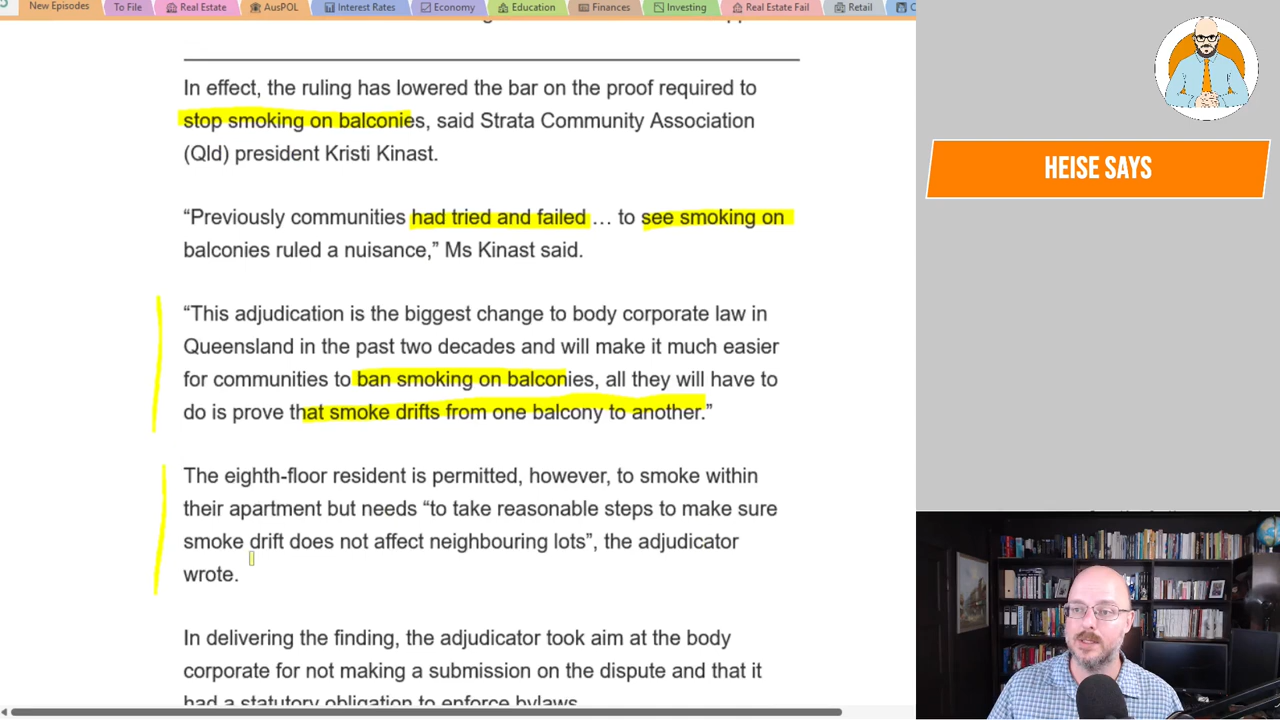 New Episodes
To File
Real Estate
AusPOL
Interest Rates
Economy
Education
Finances
Investing
Real Estate Fail
Retail
In effect, the ruling has lowered the bar on the proof required to
stop smoking on balconies, said Strata Community Association
(Qld) president Kristi Kinast.
“Previously communities had tried and failed … to see smoking on
balconies ruled a nuisance,” Ms Kinast said.
“This adjudication is the biggest change to body corporate law in
Queensland in the past two decades and will make it much easier
for communities to ban smoking on balconies, all they will have to
do is prove that smoke drifts from one balcony to another.”
The eighth-floor resident is permitted, however, to smoke within
their apartment but needs “to take reasonable steps to make sure
smoke drift does not affect neighbouring lots”, the adjudicator
wrote.
In delivering the finding, the adjudicator took aim at the body
corporate for not making a submission on the dispute and that it
had a statutory obligation to enforce bylaws.
HEISE SAYS